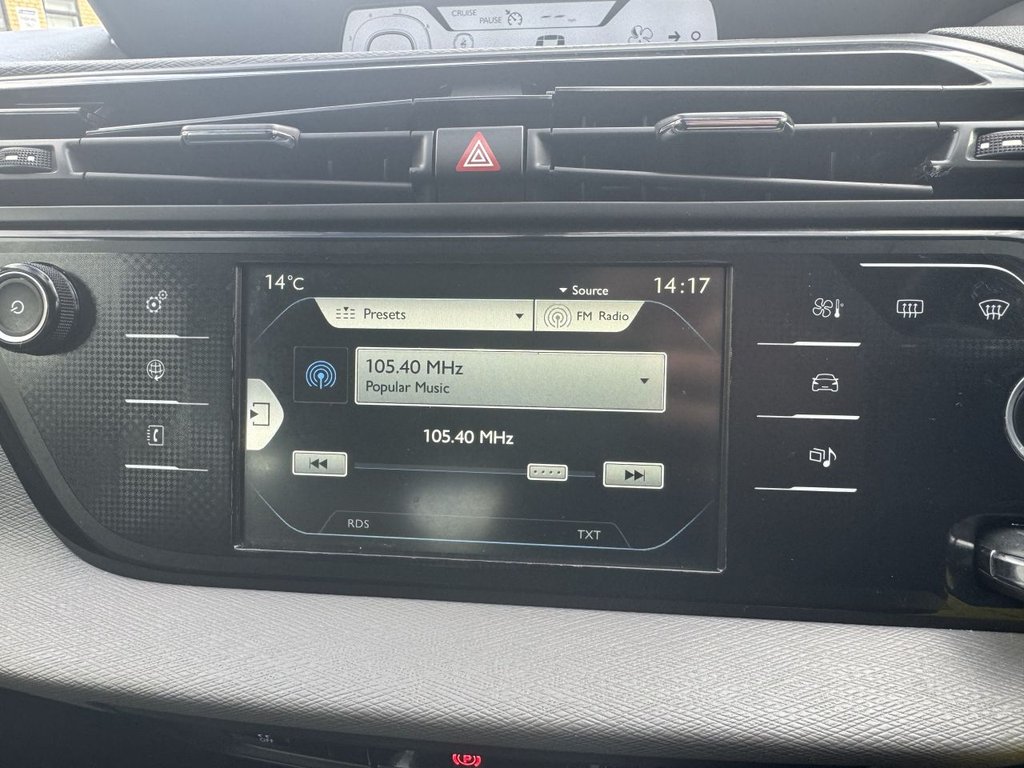 CRUISE
PAUSE
14°C
Source
14:17
Presets
FM Radio
105.40 MHz
Popular Music
105.40 MHz
RDS
TXT
OFF
(P)